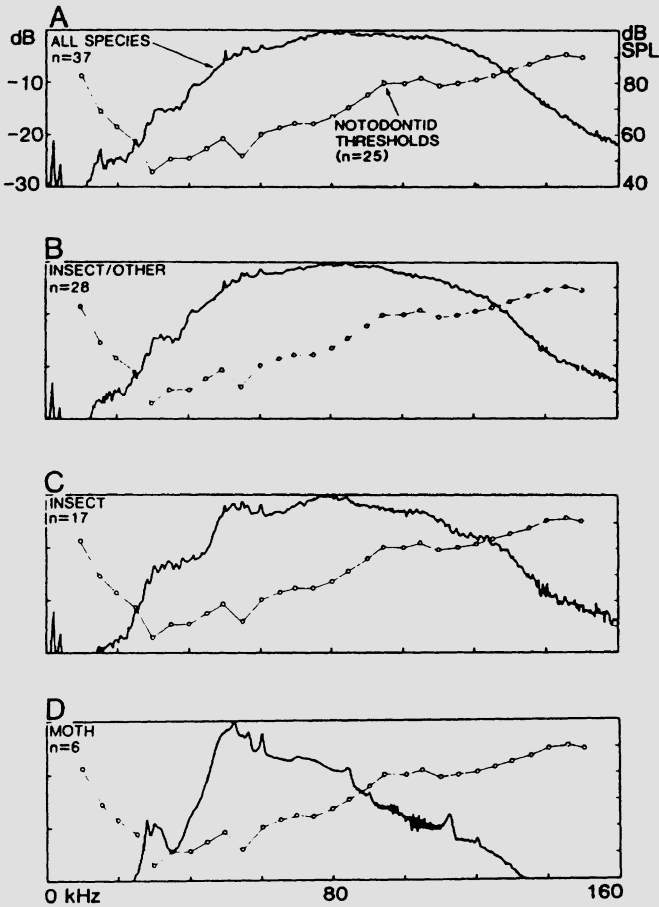 A
dB
dB
SPL
ALL SPECIES
n=37
-10
80
NOTODONTID
THRESHOLDS
(n=25)
-20
60
-30
40
B
INSECT/OTHER
n=28
C
INSECT
n=17
D
MOTH
n=6
0 kHz
80
160